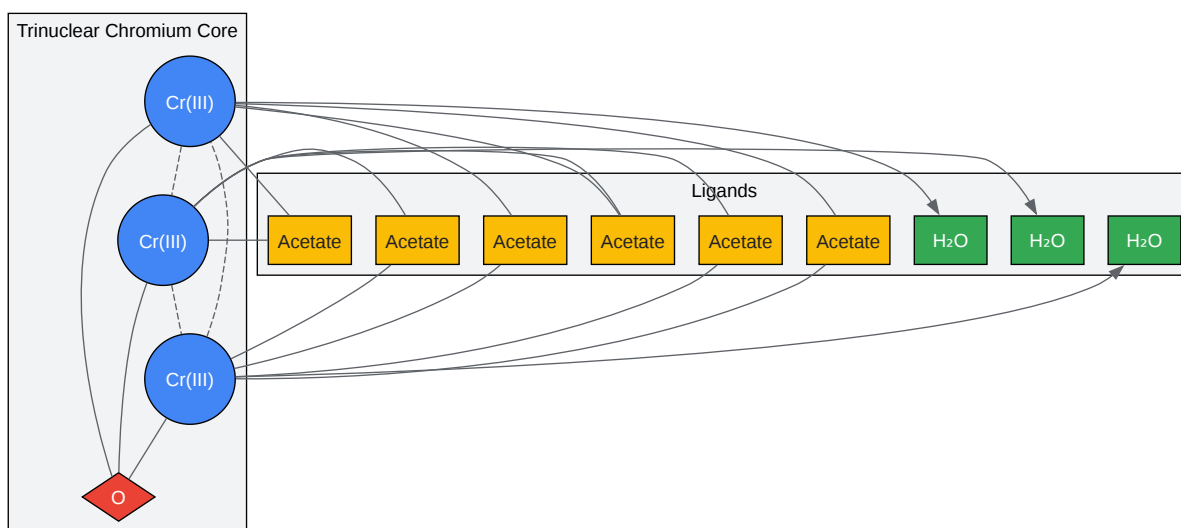 Trinuclear Chromium Core
Cr(III)
Cr(III)
Cr(III)
O
Ligands
Acetate
Acetate
Acetate
Acetate
Acetate
Acetate
H₂O
H₂O
H₂O